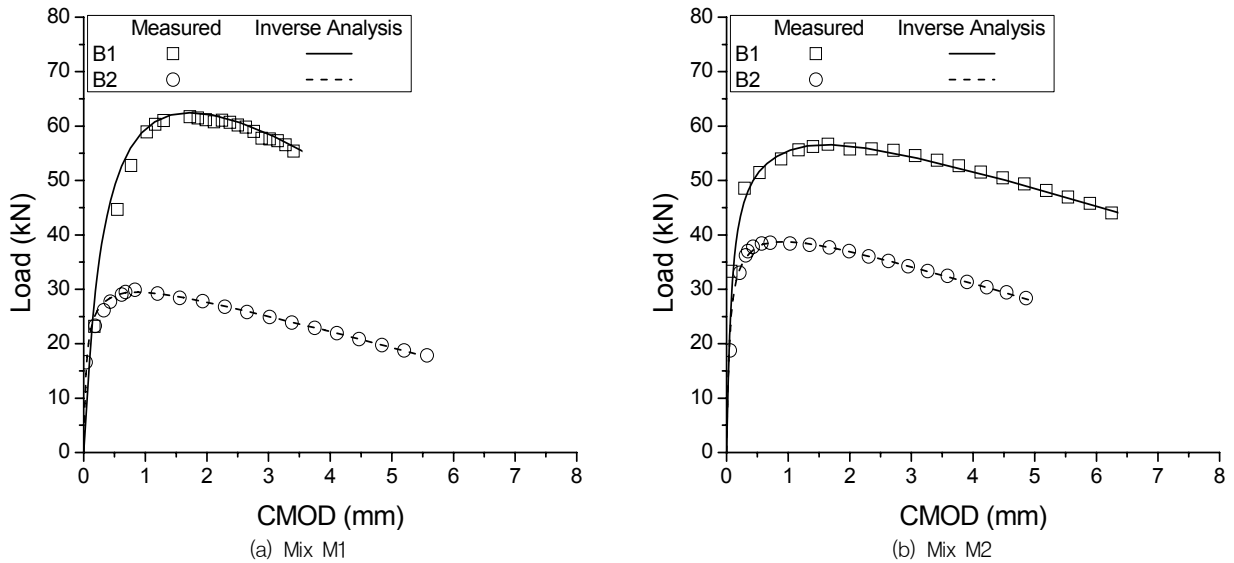 80
70
60
50
40
30
20
10
0
Load (kN)
Measured Inverse Analysis
B1
B2
0 1 2 3 4 5 6 7 8
CMOD (mm)
(a) Mix M1
80
70
60
50
40
30
20
10
0
Load (kN)
Measured Inverse Analysis
B1
B2
0 1 2 3 4 5 6 7 8
CMOD (mm)
(b) Mix M2